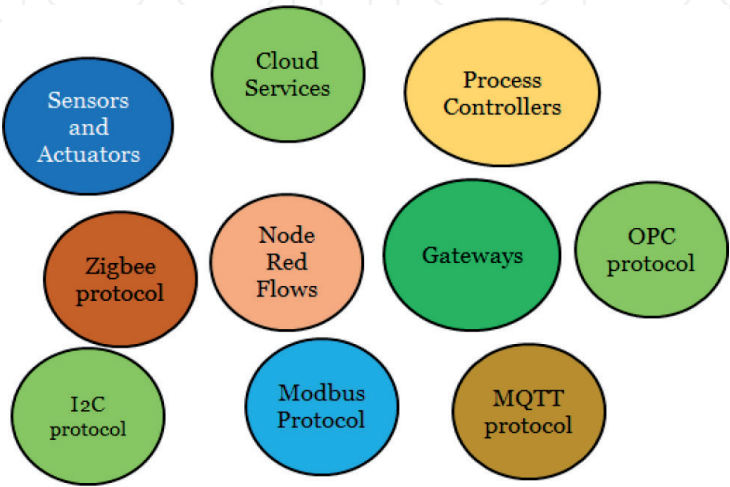 Sensors
and
Actuators
Cloud
Services
Process
Controllers
Zigbee
protocol
Node
Red
Flows
Gateways
OPC
protocol
I2C
protocol
Modbus
Protocol
MQTT
protocol